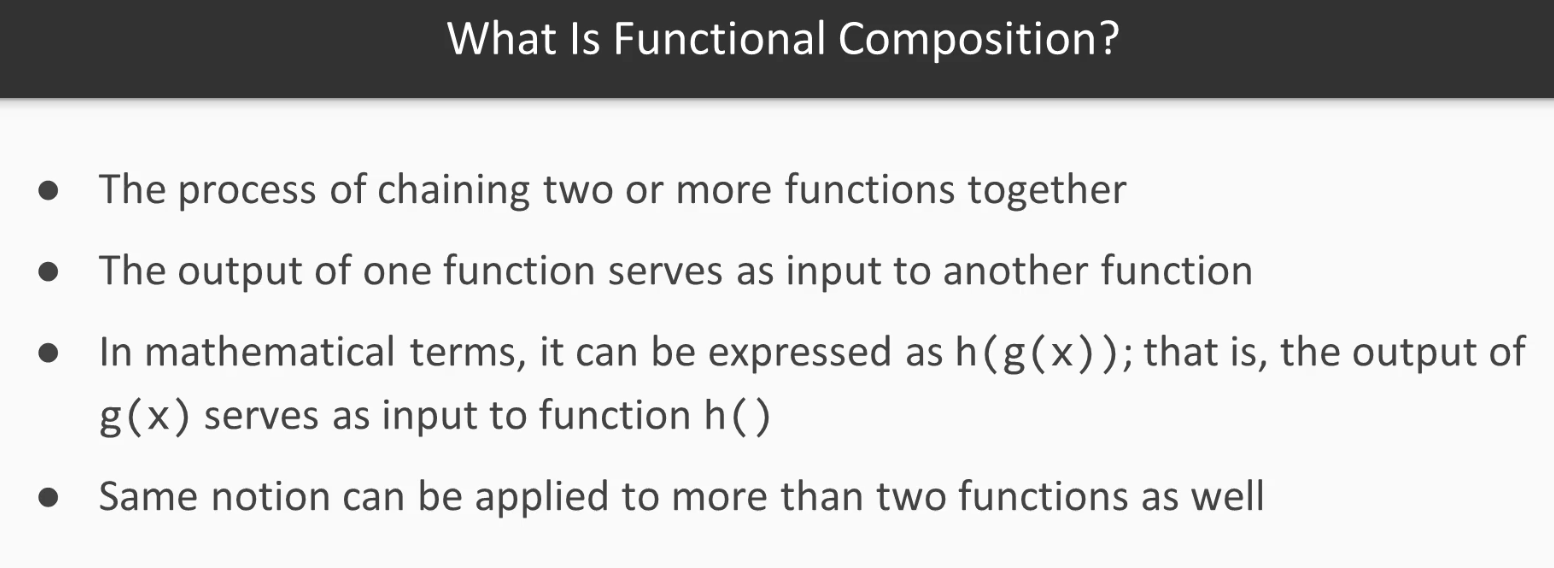 What Is Functional Composition?
● The process of chaining two or more functions together
● The output of one function serves as input to another function
● In mathematical terms, it can be expressed as h(g(x)); that is, the output of
g(x) serves as input to function h()
● Same notion can be applied to more than two functions as well